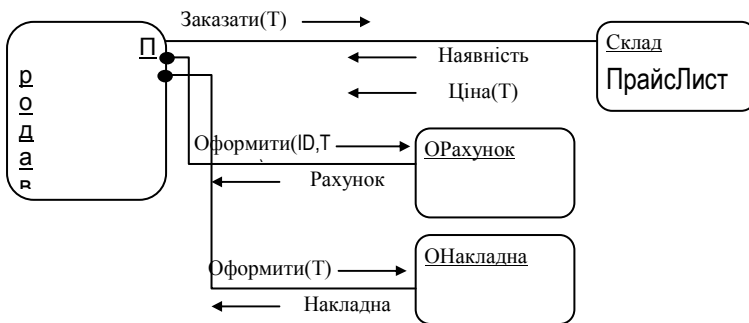 Заказати(Т)
П
р
о
д
а
в
Наявність
Ціна(Т)
Склад
ПрайсЛист
Оформити(ID,Т
)
ОРахунок
Рахунок
Оформити(Т)
ОНакладна
Накладна